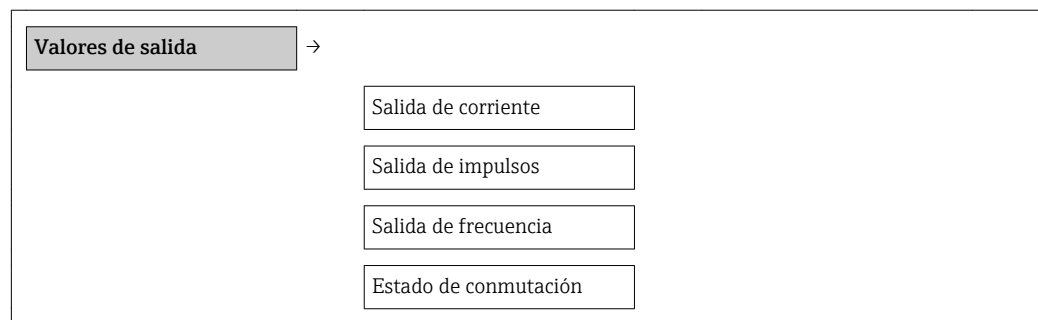 Valores de salida →
Salida de corriente
Salida de impulsos
Salida de frecuencia
Estado de conmutación